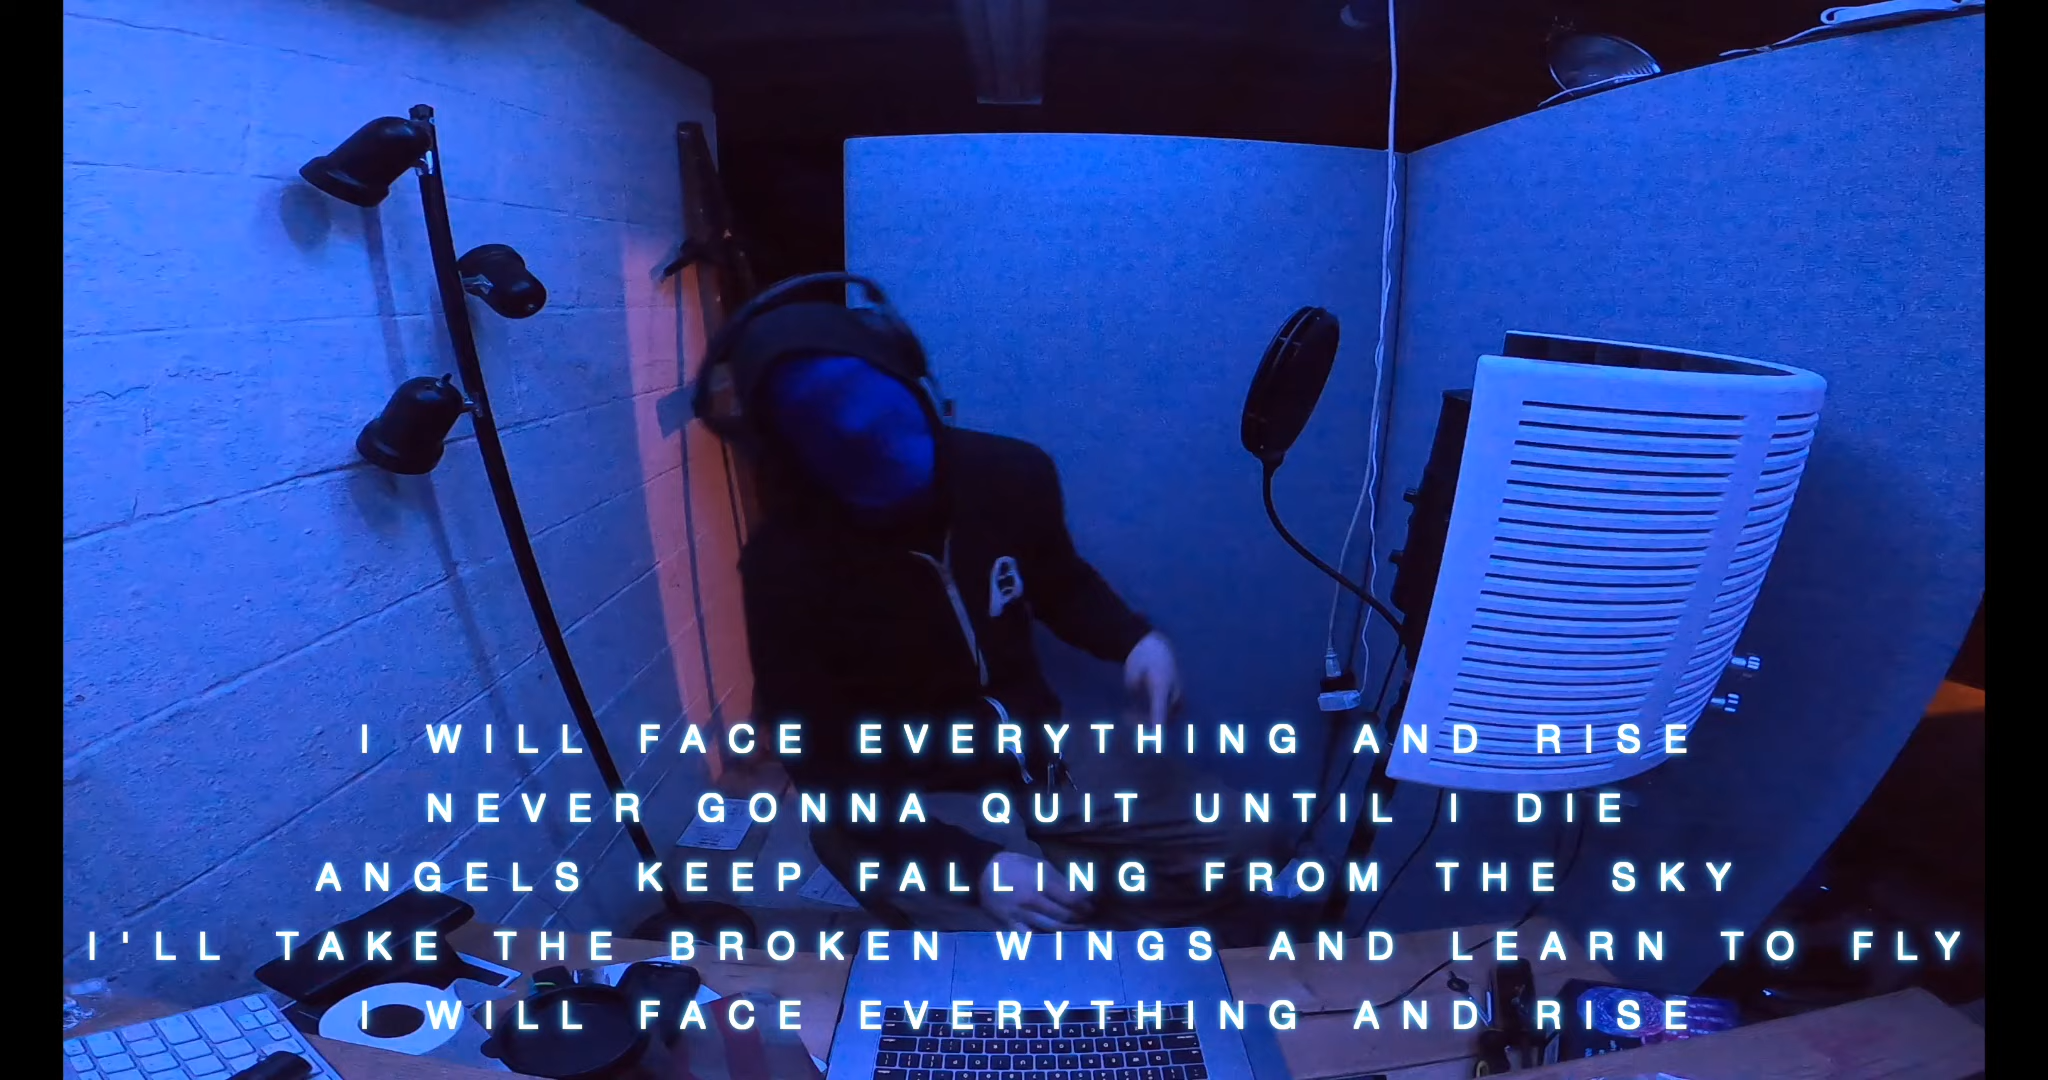 I WILL FACE EVERYTHING AND RISE
NEVER GONNA QUIT UNTIL I DIE
ANGELS KEEP FALLING FROM THE SKY
I'LL TAKE THE BROKEN WINGS AND LEARN TO FLY
I WILL FACE EVERYTHING AND RISE